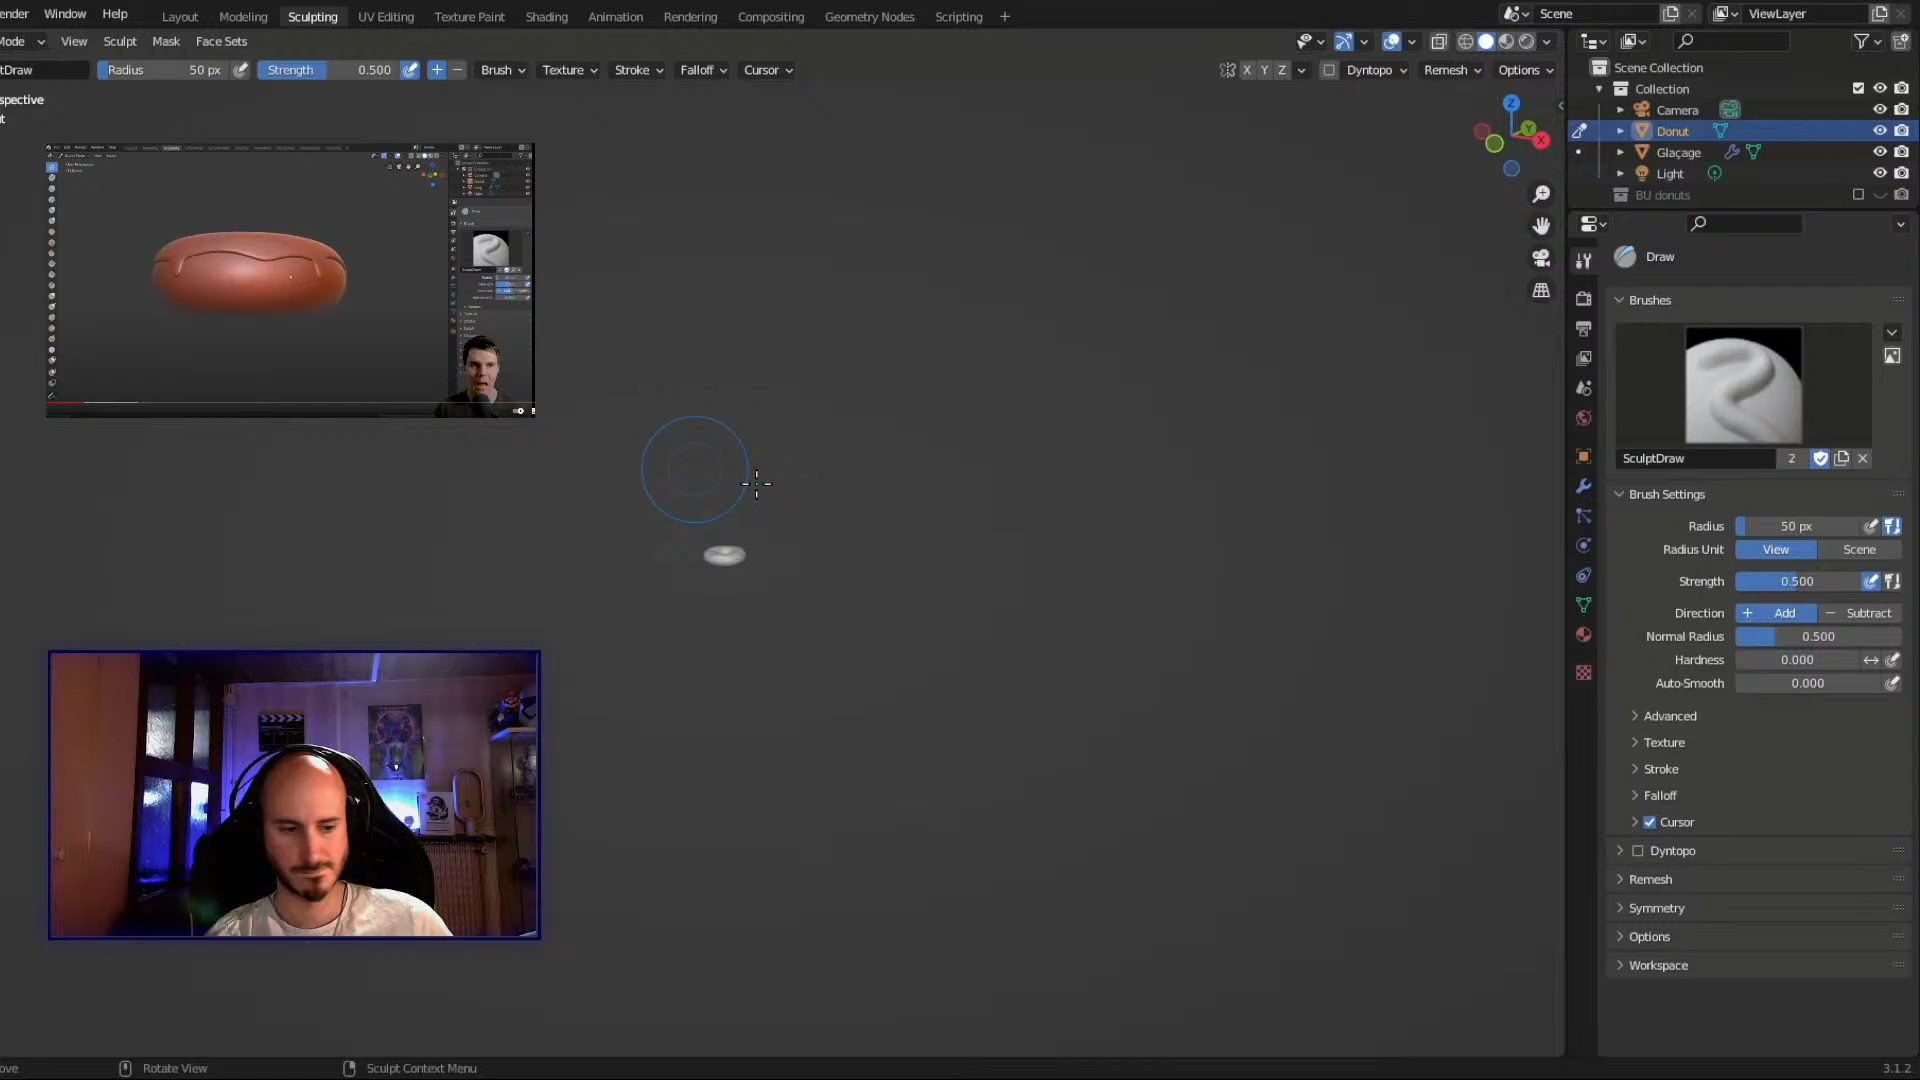 ender Window Help Layout Modeling Sculpting UV Editing Texture Paint Shading Animation Rendering Compositing Geometry Nodes Scripting + Scene ViewLayer
Mode View Sculpt Mask Face Sets
tDraw Radius 50 px Strength 0.500 + − Brush Texture Stroke Falloff Cursor X Y Z Dyntopo Remesh Options
spective
t
Z
Y
X
Scene Collection
Collection
Camera
Donut
Glaçage
Light
BU donuts
Draw
Brushes
SculptDraw 2
Brush Settings
Radius 50 px
Radius Unit View Scene
Strength 0.500
Direction + Add − Subtract
Normal Radius 0.500
Hardness 0.000
Auto-Smooth 0.000
Advanced
Texture
Stroke
Falloff
Cursor
Dyntopo
Remesh
Symmetry
Options
Workspace
ove Rotate View Sculpt Context Menu 3.1.2